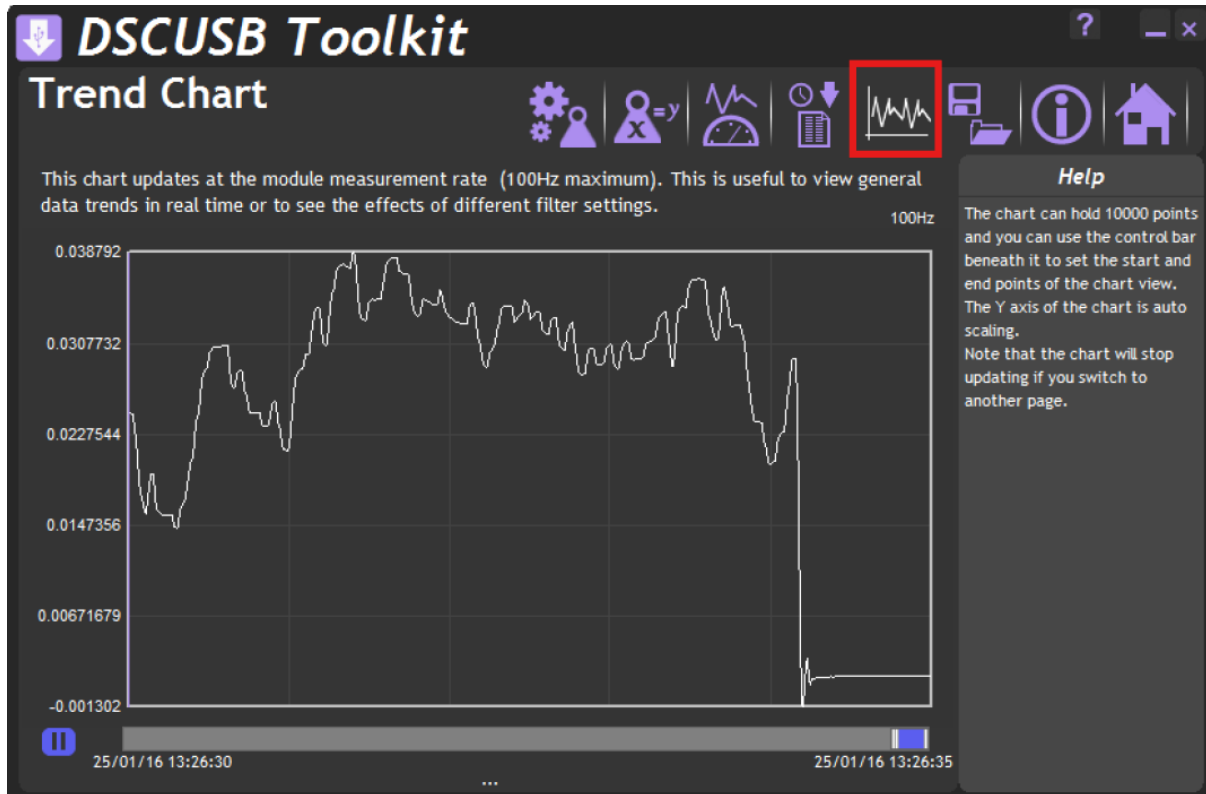 DSCUSB Toolkit
?
Trend Chart
x
=y
This chart updates at the module measurement rate (100Hz maximum). This is useful to view general
data trends in real time or to see the effects of different filter settings.
100Hz
0.038792
0.0307732
0.0227544
0.0147356
0.00671679
-0.001302
25/01/16 13:26:30
25/01/16 13:26:35
...
Help
The chart can hold 10000 points
and you can use the control bar
beneath it to set the start and
end points of the chart view.
The Y axis of the chart is auto
scaling.
Note that the chart will stop
updating if you switch to
another page.